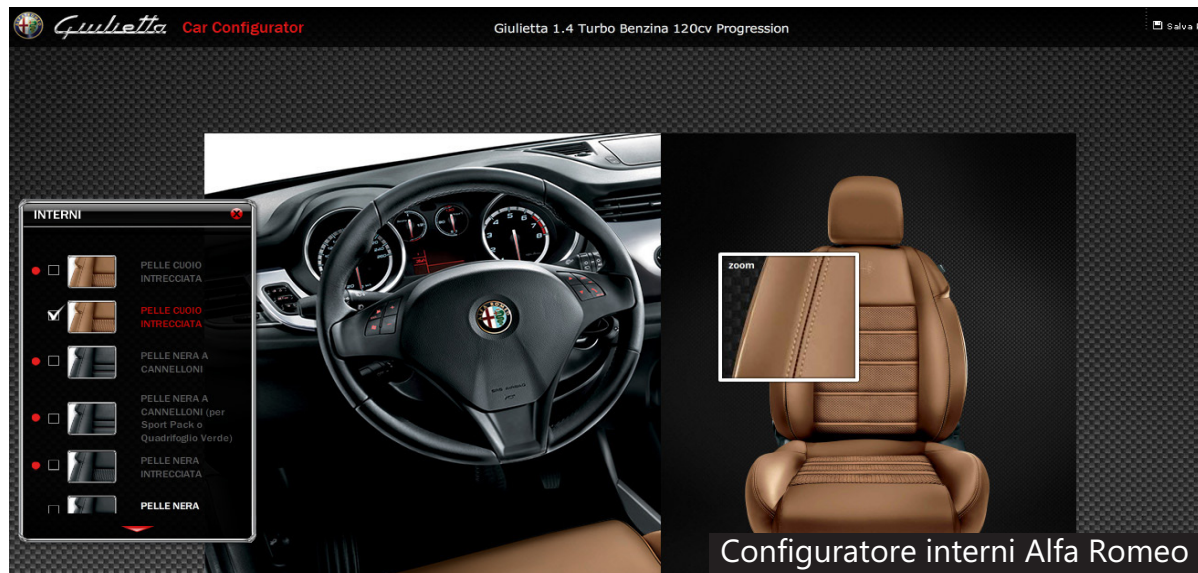 Giulietta Car Configurator
Giulietta 1.4 Turbo Benzina 120cv Progression
Salva
INTERNI
PELLE CUOIO
INTRECCIATA
PELLE CUOIO
INTRECCIATA
PELLE NERA A
CANNELLONI
PELLE NERA A
CANNELLONI (per
Sport Pack o
Quadrifoglio Verde)
PELLE NERA
INTRECCIATA
PELLE NERA
zoom
Configuratore interni Alfa Romeo